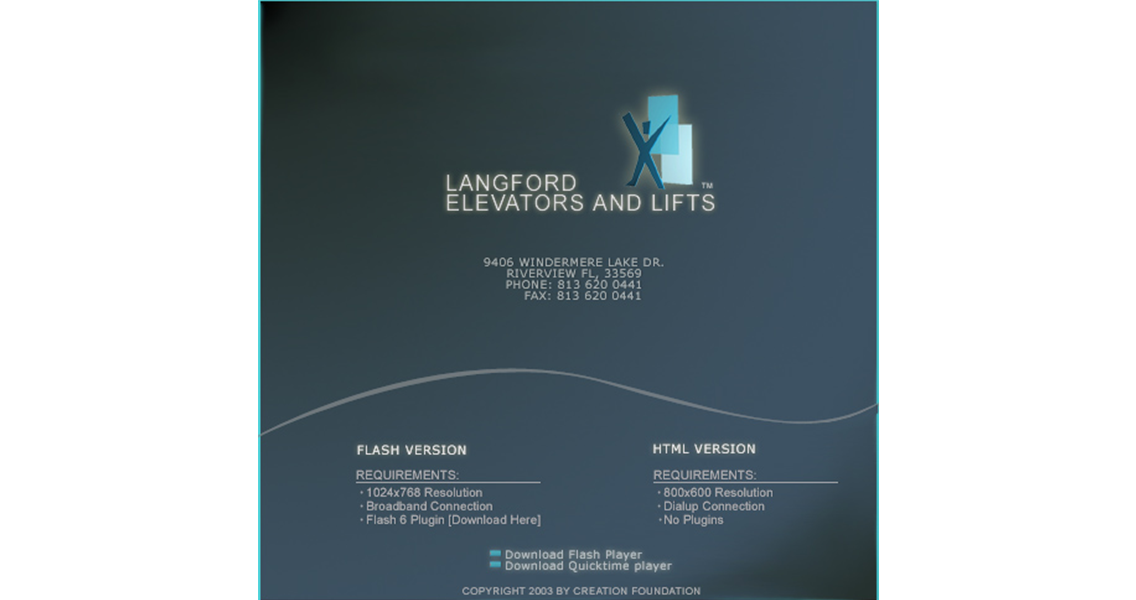 LANGFORD
ELEVATORS AND LIFTS
TM
9406 WINDERMERE LAKE DR.
RIVERVIEW FL, 33569
PHONE: 813 620 0441
FAX: 813 620 0441
FLASH VERSION
REQUIREMENTS:
· 1024x768 Resolution
· Broadband Connection
· Flash 6 Plugin [Download Here]
HTML VERSION
REQUIREMENTS:
· 800x600 Resolution
· Dialup Connection
· No Plugins
Download Flash Player
Download Quicktime player
COPYRIGHT 2003 BY CREATION FOUNDATION